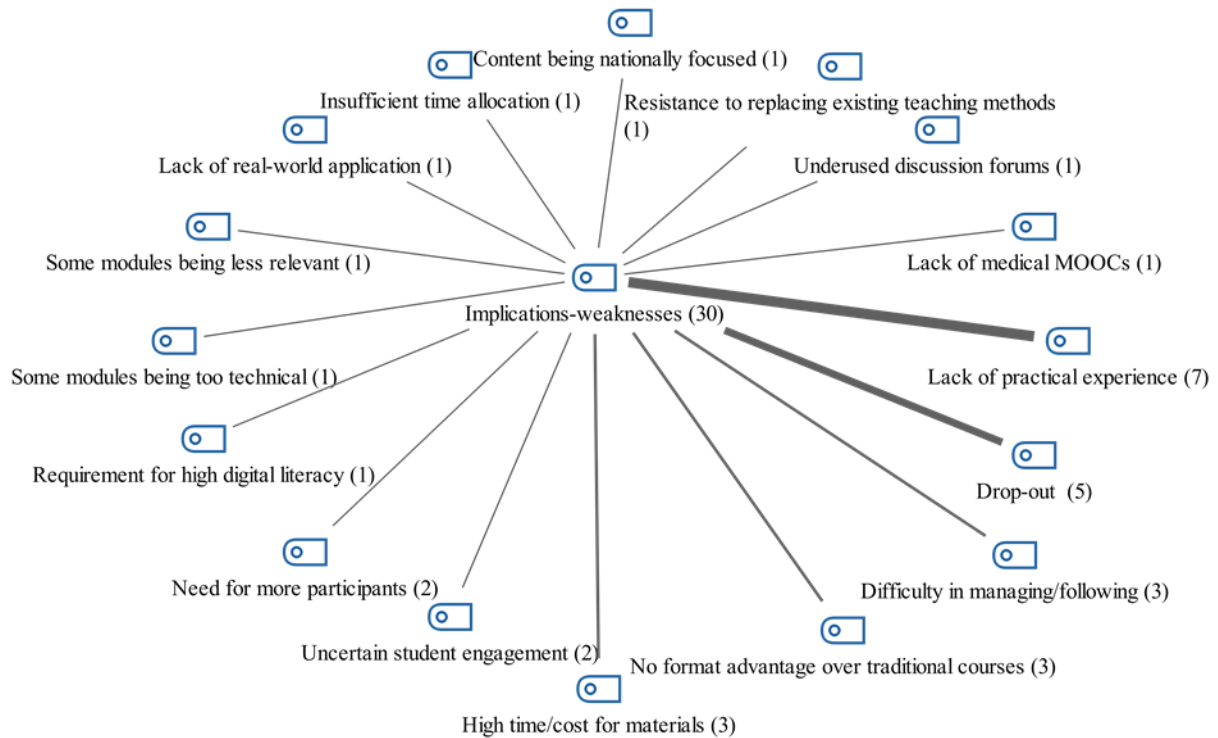 Content being nationally focused (1)
Insufficient time allocation (1)
Resistance to replacing existing teaching methods
(1)
Lack of real-world application (1)
Underused discussion forums (1)
Some modules being less relevant (1)
Lack of medical MOOCs (1)
Implications-weaknesses (30)
Some modules being too technical (1)
Lack of practical experience (7)
Requirement for high digital literacy (1)
Drop-out (5)
Need for more participants (2)
Difficulty in managing/following (3)
Uncertain student engagement (2)
No format advantage over traditional courses (3)
High time/cost for materials (3)